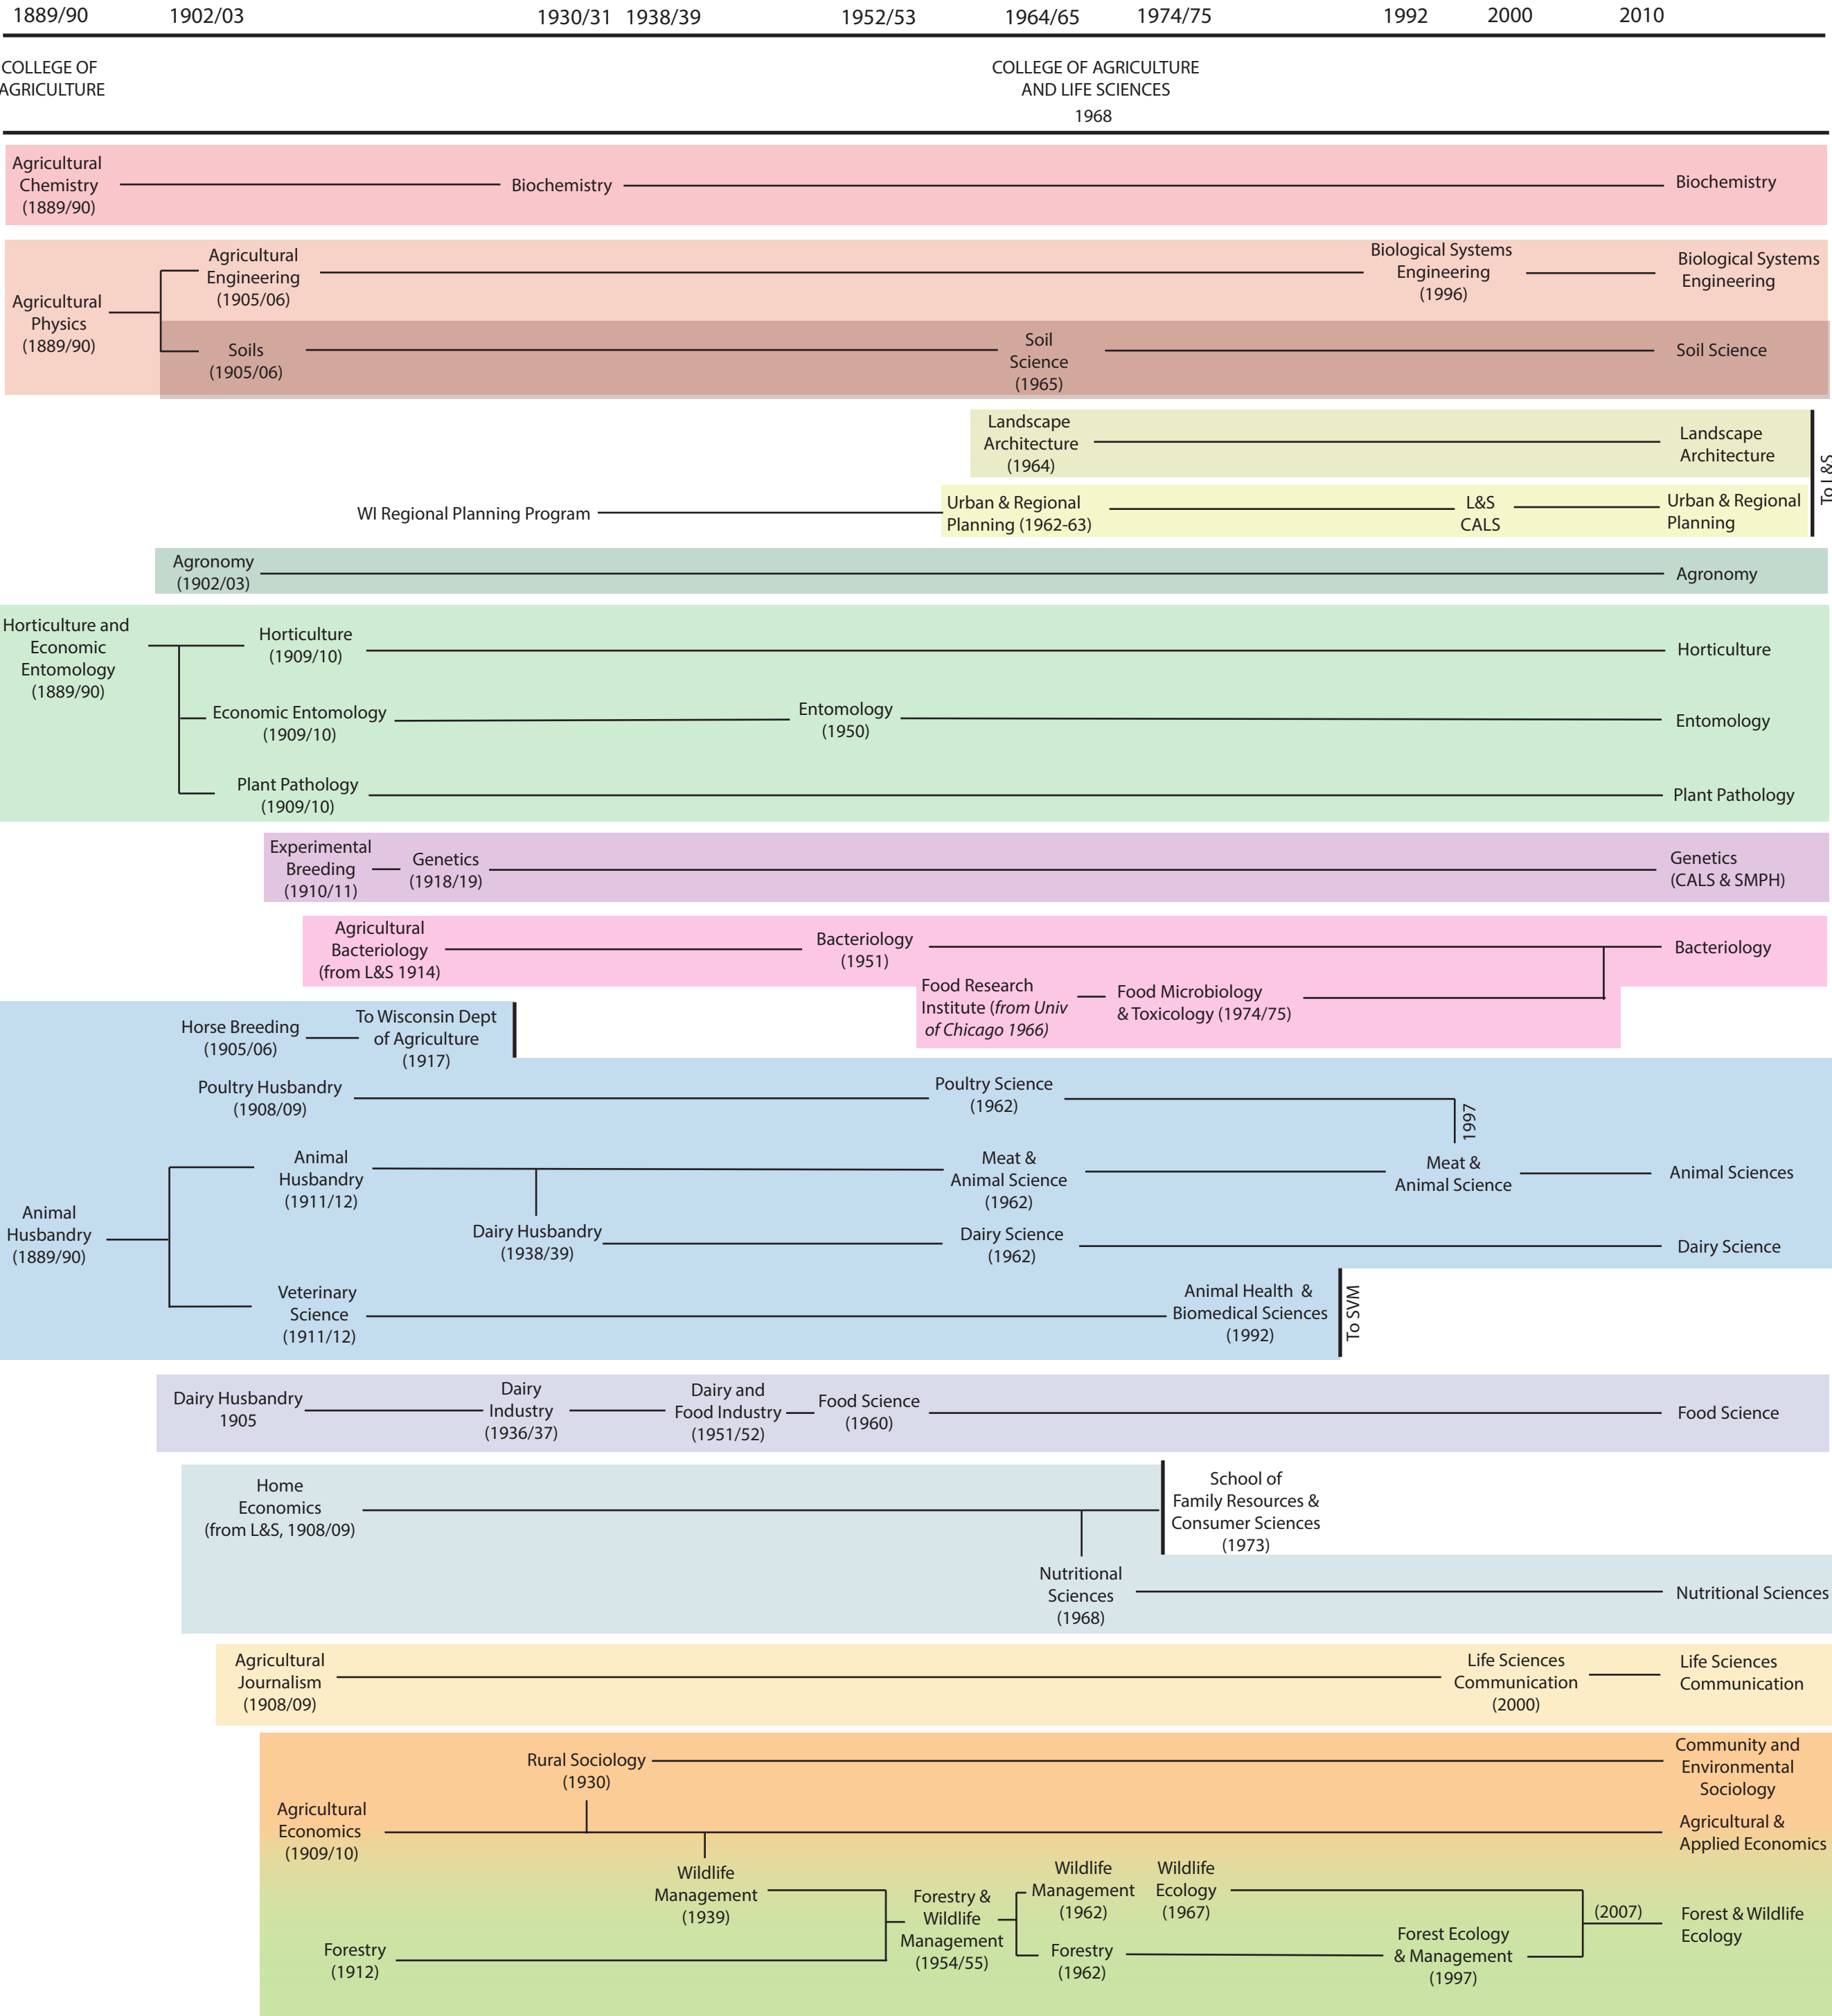 1889/90 1902/03 1930/31 1938/39 1952/53 1964/65 1974/75 1992 2000 2010
COLLEGE OF
AGRICULTURE
COLLEGE OF AGRICULTURE
AND LIFE SCIENCES
1968
Agricultural
Chemistry
(1889/90)
Biochemistry
Biochemistry
Agricultural
Physics
(1889/90)
Agricultural
Engineering
(1905/06)
Biological Systems
Engineering
(1996)
Biological Systems
Engineering
Soils
(1905/06)
Soil
Science
(1965)
Soil Science
Landscape
Architecture
(1964)
Landscape
Architecture
To L&S
WI Regional Planning Program
Urban & Regional
Planning (1962-63)
L&S
CALS
Urban & Regional
Planning
Agronomy
(1902/03)
Agronomy
Horticulture and
Economic
Entomology
(1889/90)
Horticulture
(1909/10)
Horticulture
Economic Entomology
(1909/10)
Entomology
(1950)
Entomology
Plant Pathology
(1909/10)
Plant Pathology
Experimental
Breeding
(1910/11)
Genetics
(1918/19)
Genetics
(CALS & SMPH)
Agricultural
Bacteriology
(from L&S 1914)
Bacteriology
(1951)
Bacteriology
Food Research
Institute (from Univ
of Chicago 1966)
Food Microbiology
& Toxicology (1974/75)
Horse Breeding
(1905/06)
To Wisconsin Dept
of Agriculture
(1917)
Poultry Husbandry
(1908/09)
Poultry Science
(1962)
1997
Animal
Husbandry
(1889/90)
Animal
Husbandry
(1911/12)
Meat &
Animal Science
(1962)
Meat &
Animal Science
Animal Sciences
Dairy Husbandry
(1938/39)
Dairy Science
(1962)
Dairy Science
Veterinary
Science
(1911/12)
Animal Health &
Biomedical Sciences
(1992)
To SVM
Dairy Husbandry
1905
Dairy
Industry
(1936/37)
Dairy and
Food Industry
(1951/52)
Food Science
(1960)
Food Science
Home
Economics
(from L&S, 1908/09)
School of
Family Resources &
Consumer Sciences
(1973)
Nutritional
Sciences
(1968)
Nutritional Sciences
Agricultural
Journalism
(1908/09)
Life Sciences
Communication
(2000)
Life Sciences
Communication
Rural Sociology
(1930)
Community and
Environmental
Sociology
Agricultural
Economics
(1909/10)
Agricultural &
Applied Economics
Wildlife
Management
(1939)
Forestry
(1912)
Forestry &
Wildlife
Management
(1954/55)
Wildlife
Management
(1962)
Wildlife
Ecology
(1967)
Forestry
(1962)
Forest Ecology
& Management
(1997)
(2007)
Forest & Wildlife
Ecology